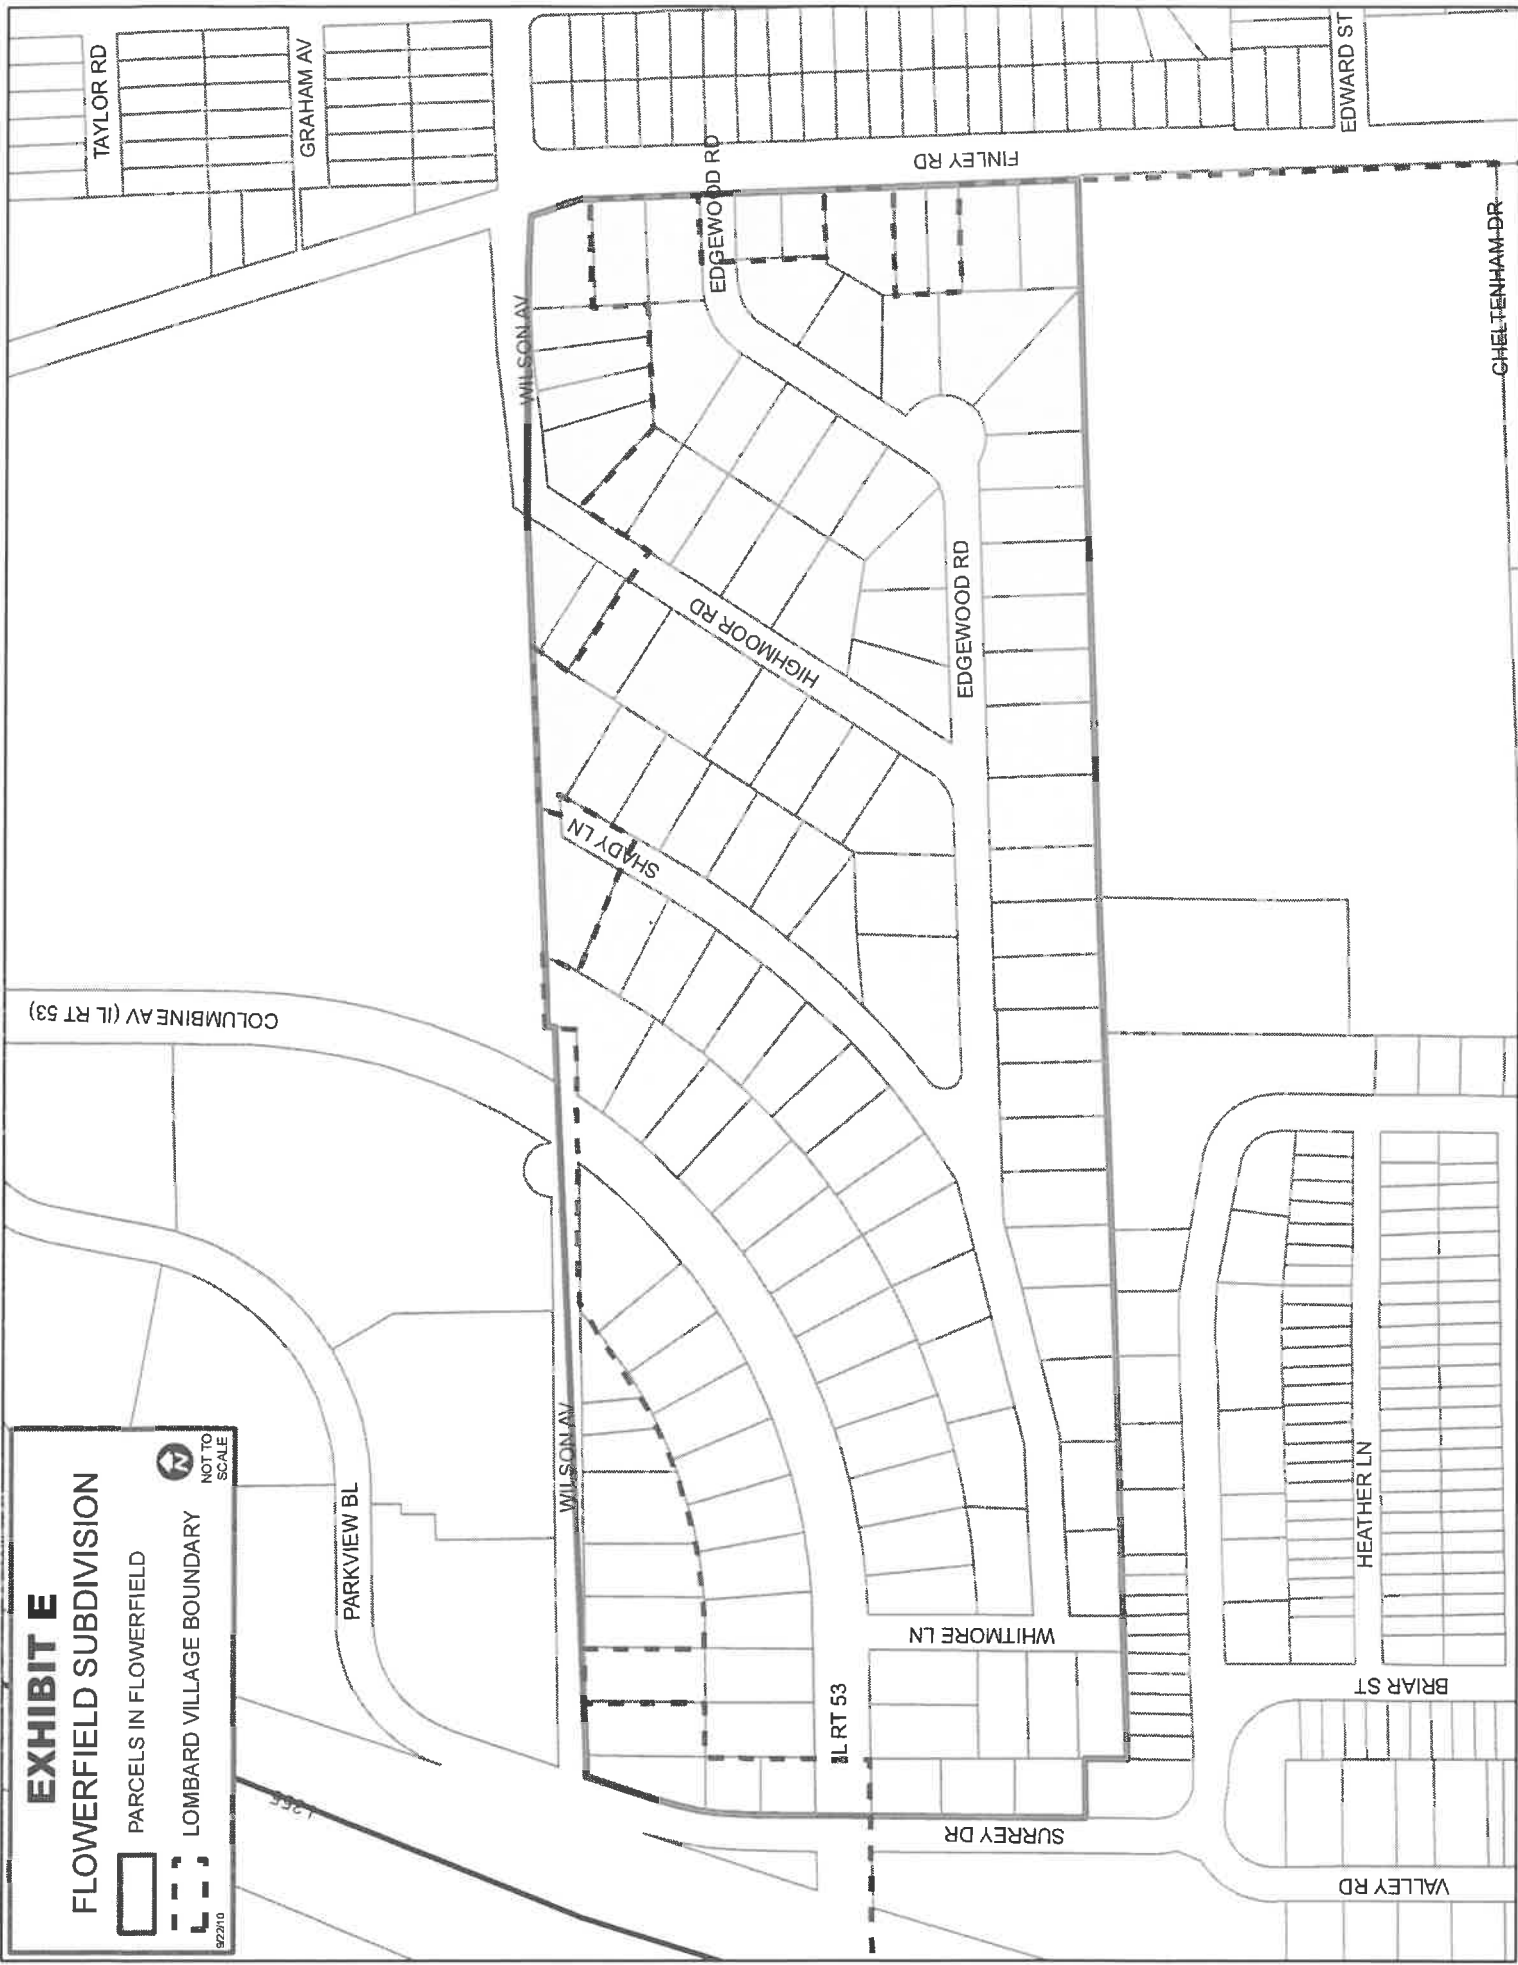 EXHIBIT E
FLOWERFIELD SUBDIVISION
PARCELS IN FLOWERFIELD
LOMBARD VILLAGE BOUNDARY
N
NOT TO
SCALE
9/22/10
I-355
PARKVIEW BL
COLUMBINE AV (IL RT 53)
TAYLOR RD
GRAHAM AV
WILSON AV
WILSON AV
SHADY LN
HIGHMOOR RD
EDGEWOOD RD
EDGEWOOD RD
FINLEY RD
EDWARD ST
CHELTENHAM DR
IL RT 53
WHITMORE LN
SURREY DR
HEATHER LN
BRIAR ST
VALLEY RD